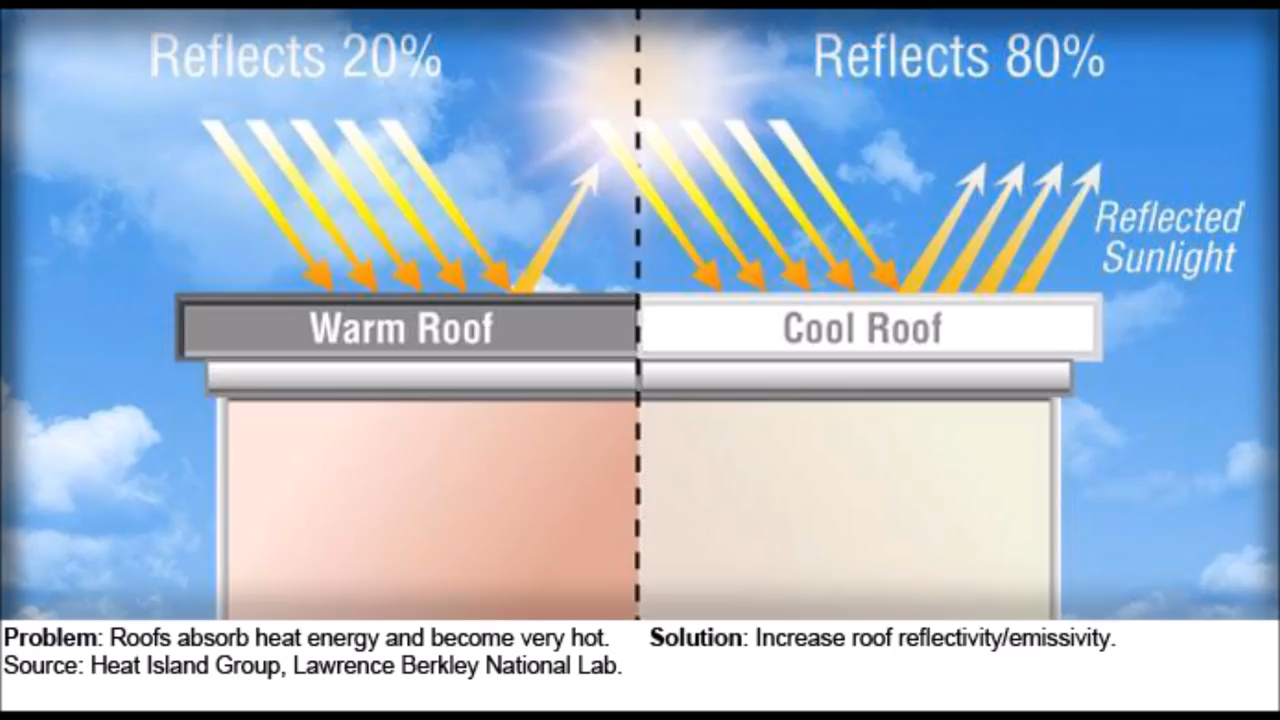 Reflects 20%
Reflects 80%
Reflected
Sunlight
Warm Roof
Cool Roof
Problem: Roofs absorb heat energy and become very hot.
Solution: Increase roof reflectivity/emissivity.
Source: Heat Island Group, Lawrence Berkley National Lab.